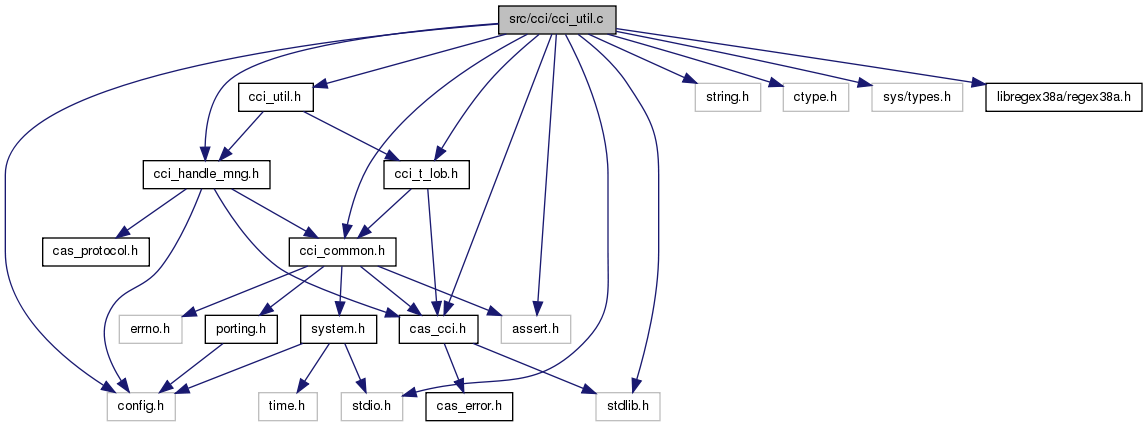 src/cci/cci_util.c
cci_util.h
string.h
ctype.h
sys/types.h
libregex38a/regex38a.h
cci_handle_mng.h
cci_t_lob.h
cas_protocol.h
cci_common.h
errno.h
porting.h
system.h
cas_cci.h
assert.h
config.h
time.h
stdio.h
cas_error.h
stdlib.h